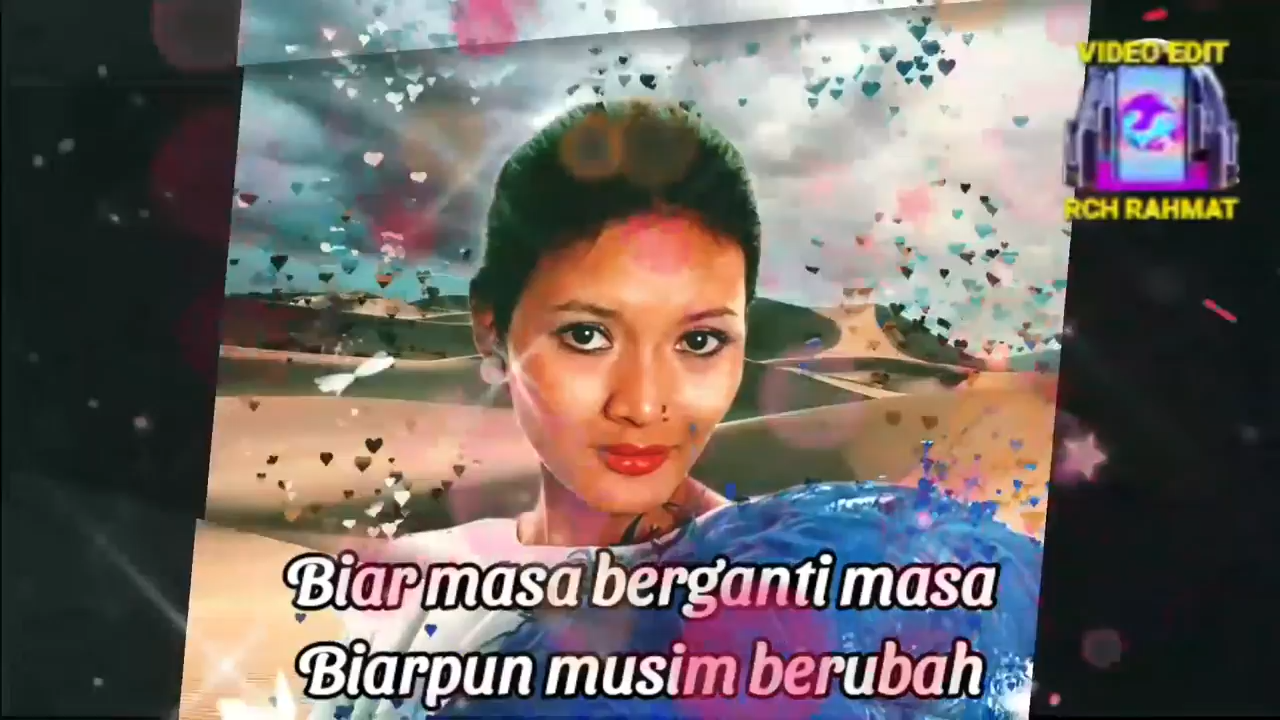 VIDEO EDIT
RCH RAHMAT
Biar masa berganti masa
Biarpun musim berubah